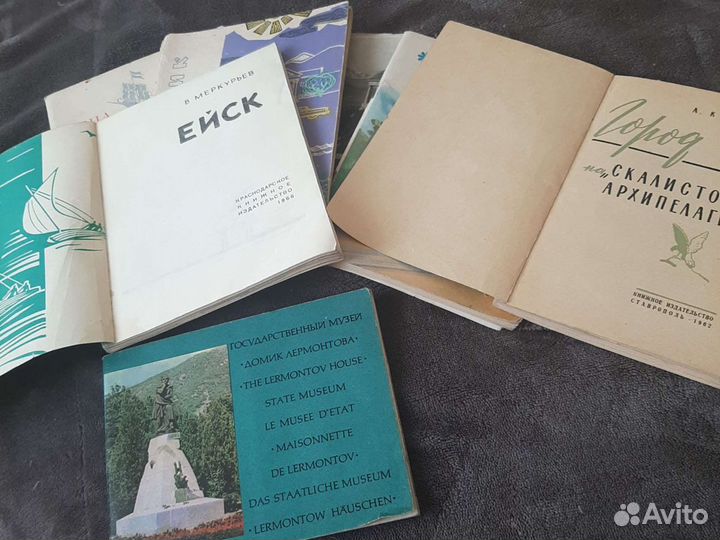 В. МЕРКУРЬЕВ
ЕЙСК
КРАСНОДАРСКОЕ
КНИЖНОЕ
ИЗДАТЕЛЬСТВО
1966
А. К
Город
на СКАЛИСТО
АРХИПЕЛАГ
КНИЖНОЕ ИЗДАТЕЛЬСТВО
СТАВРОПОЛЬ-1962
ГОСУДАРСТВЕННЫЙ МУЗЕЙ
•ДОМИК ЛЕРМОНТОВА•
•THE LERMONTOV HOUSE•
STATE MUSEUM
LE MUSEE D'ETAT
•MAISONNETTE
DE LERMONTOV•
DAS STAATLICHE MUSEUM
•LERMONTOW HÄUSCHEN•
Avito